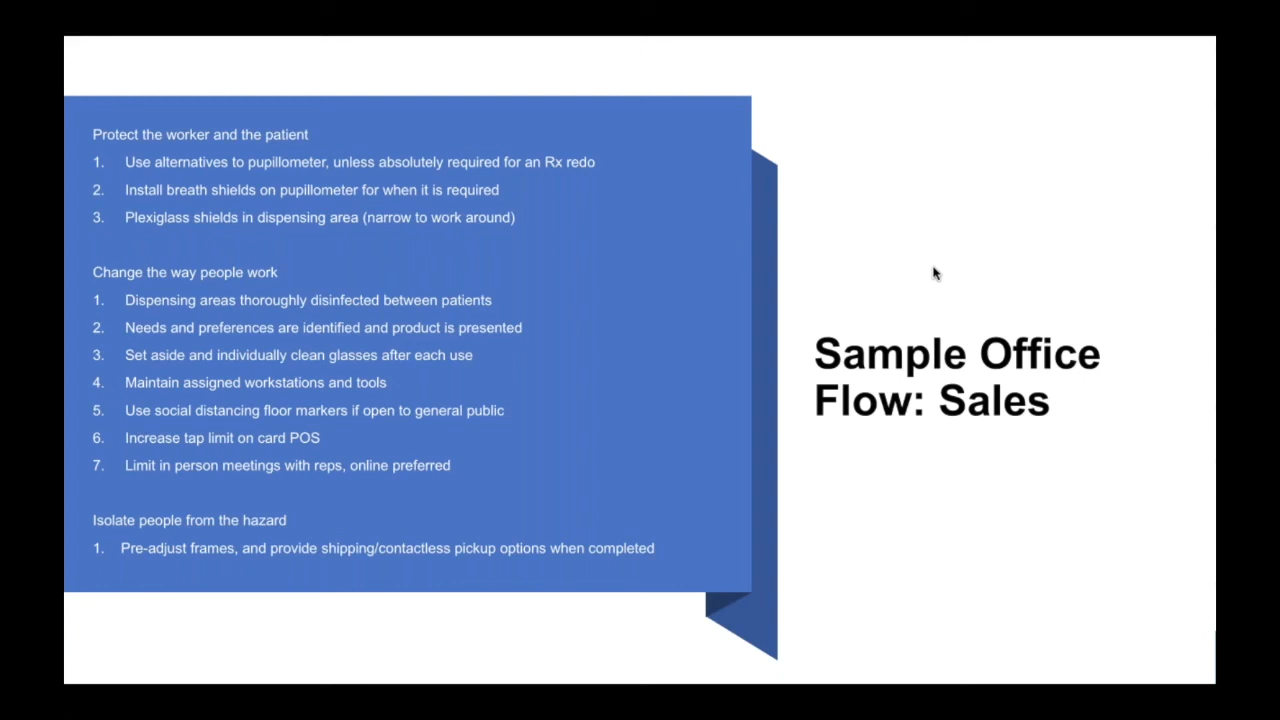 Protect the worker and the patient
1. Use alternatives to pupillometer, unless absolutely required for an Rx redo
2. Install breath shields on pupillometer for when it is required
3. Plexiglass shields in dispensing area (narrow to work around)
Change the way people work
1. Dispensing areas thoroughly disinfected between patients
2. Needs and preferences are identified and product is presented
3. Set aside and individually clean glasses after each use
4. Maintain assigned workstations and tools
5. Use social distancing floor markers if open to general public
6. Increase tap limit on card POS
7. Limit in person meetings with reps, online preferred
Isolate people from the hazard
1. Pre-adjust frames, and provide shipping/contactless pickup options when completed
Sample Office
Flow: Sales